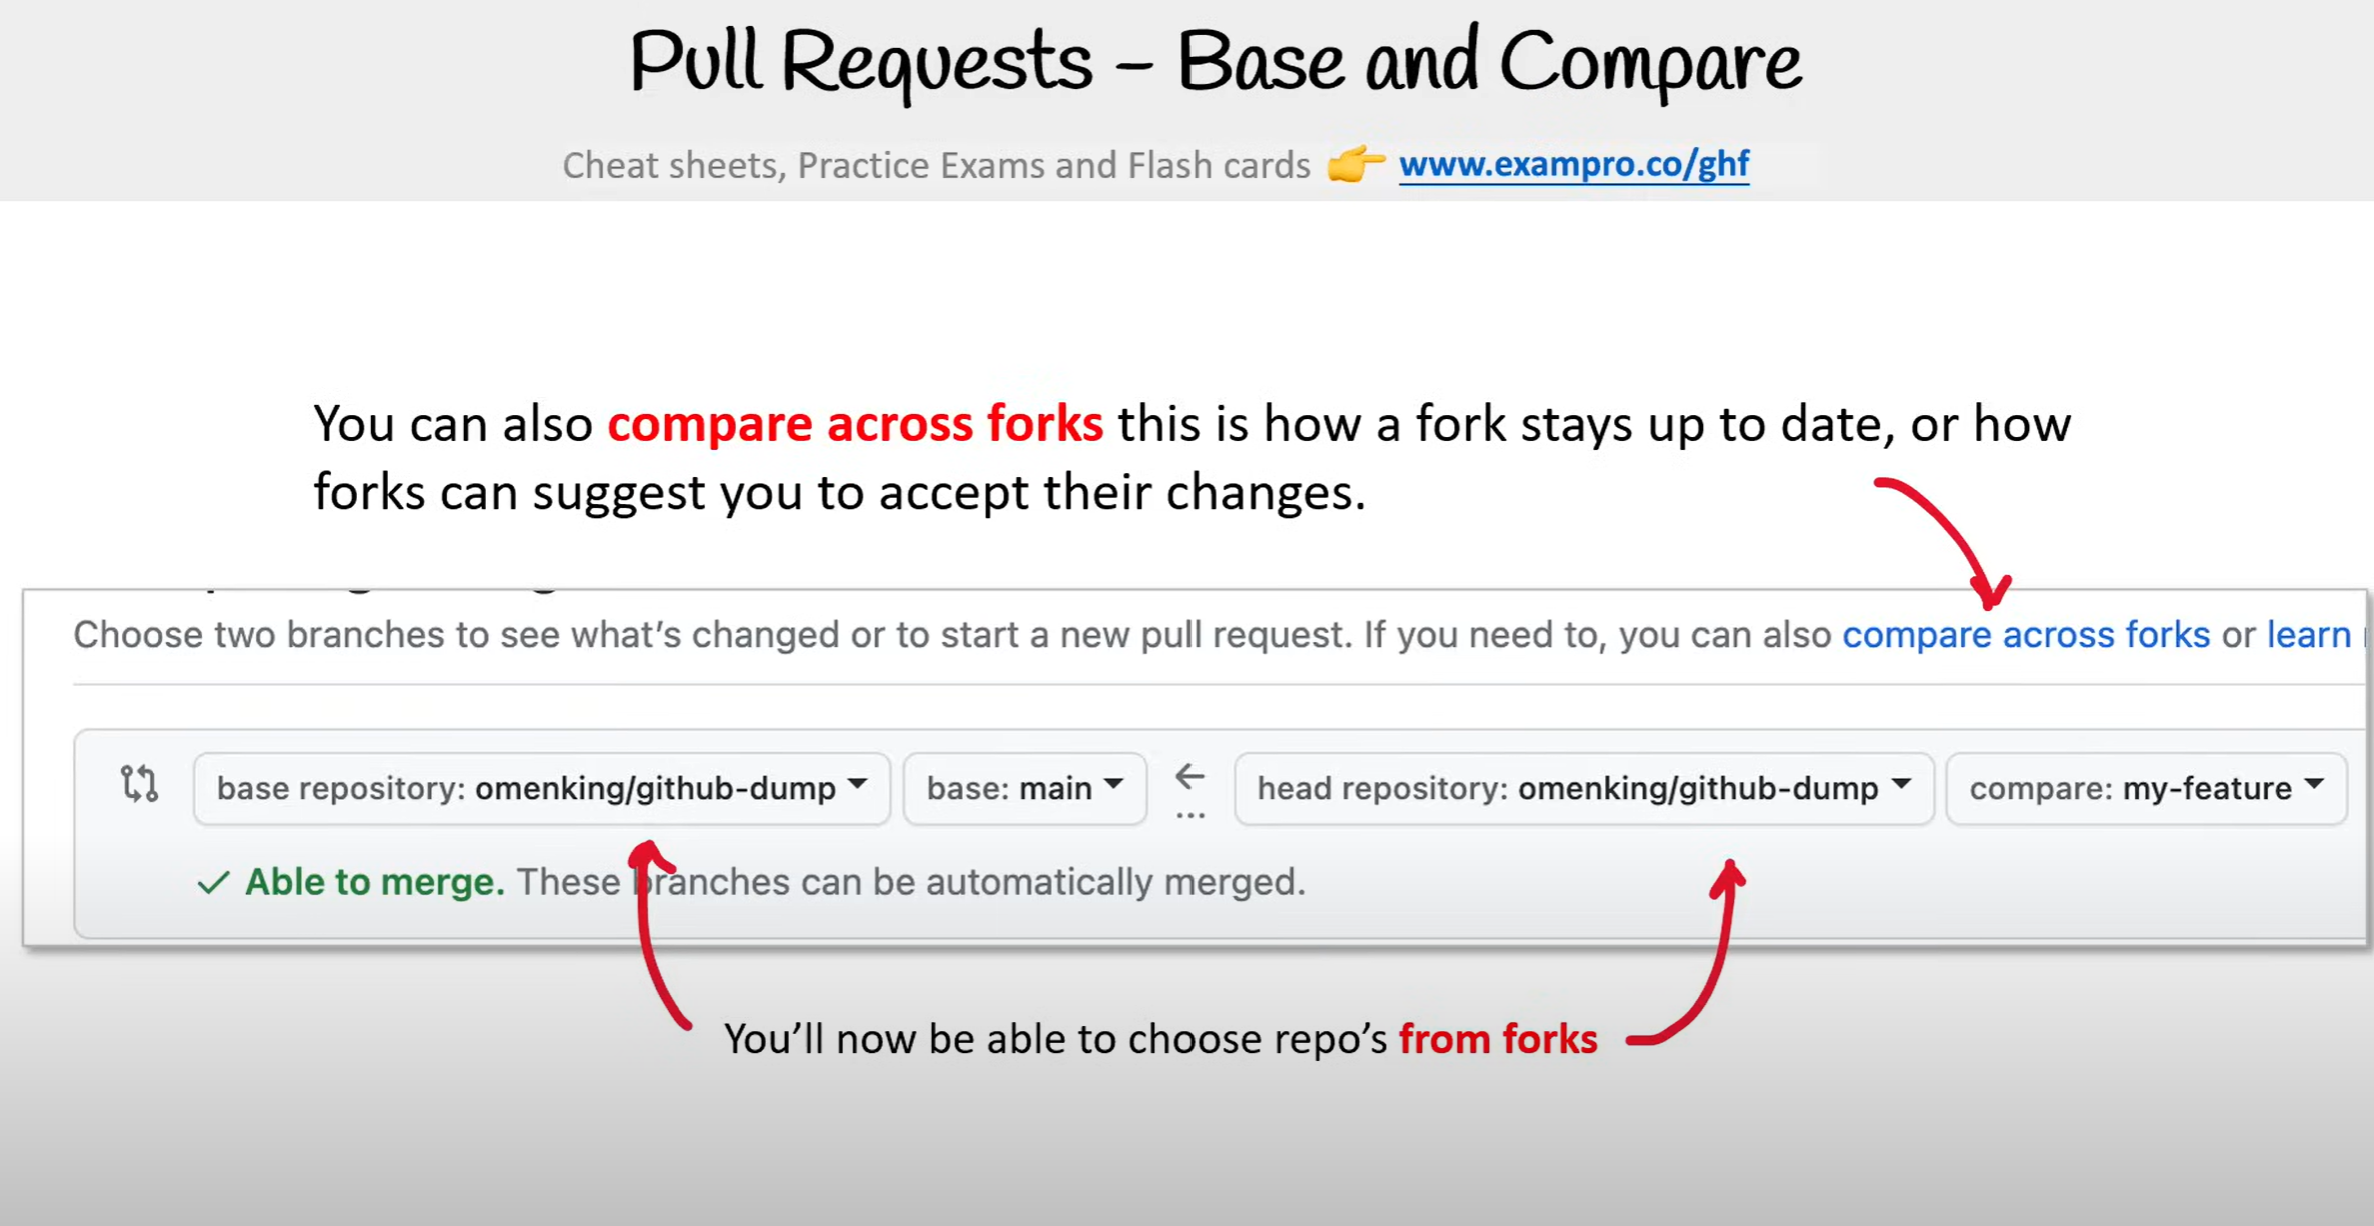 Pull Requests – Base and Compare
Cheat sheets, Practice Exams and Flash cards 👉 www.exampro.co/ghf
You can also compare across forks this is how a fork stays up to date, or how
forks can suggest you to accept their changes.
Choose two branches to see what's changed or to start a new pull request. If you need to, you can also compare across forks or learn
base repository: omenking/github-dump base: main ← ... head repository: omenking/github-dump compare: my-feature
✓ Able to merge. These branches can be automatically merged.
You'll now be able to choose repo's from forks